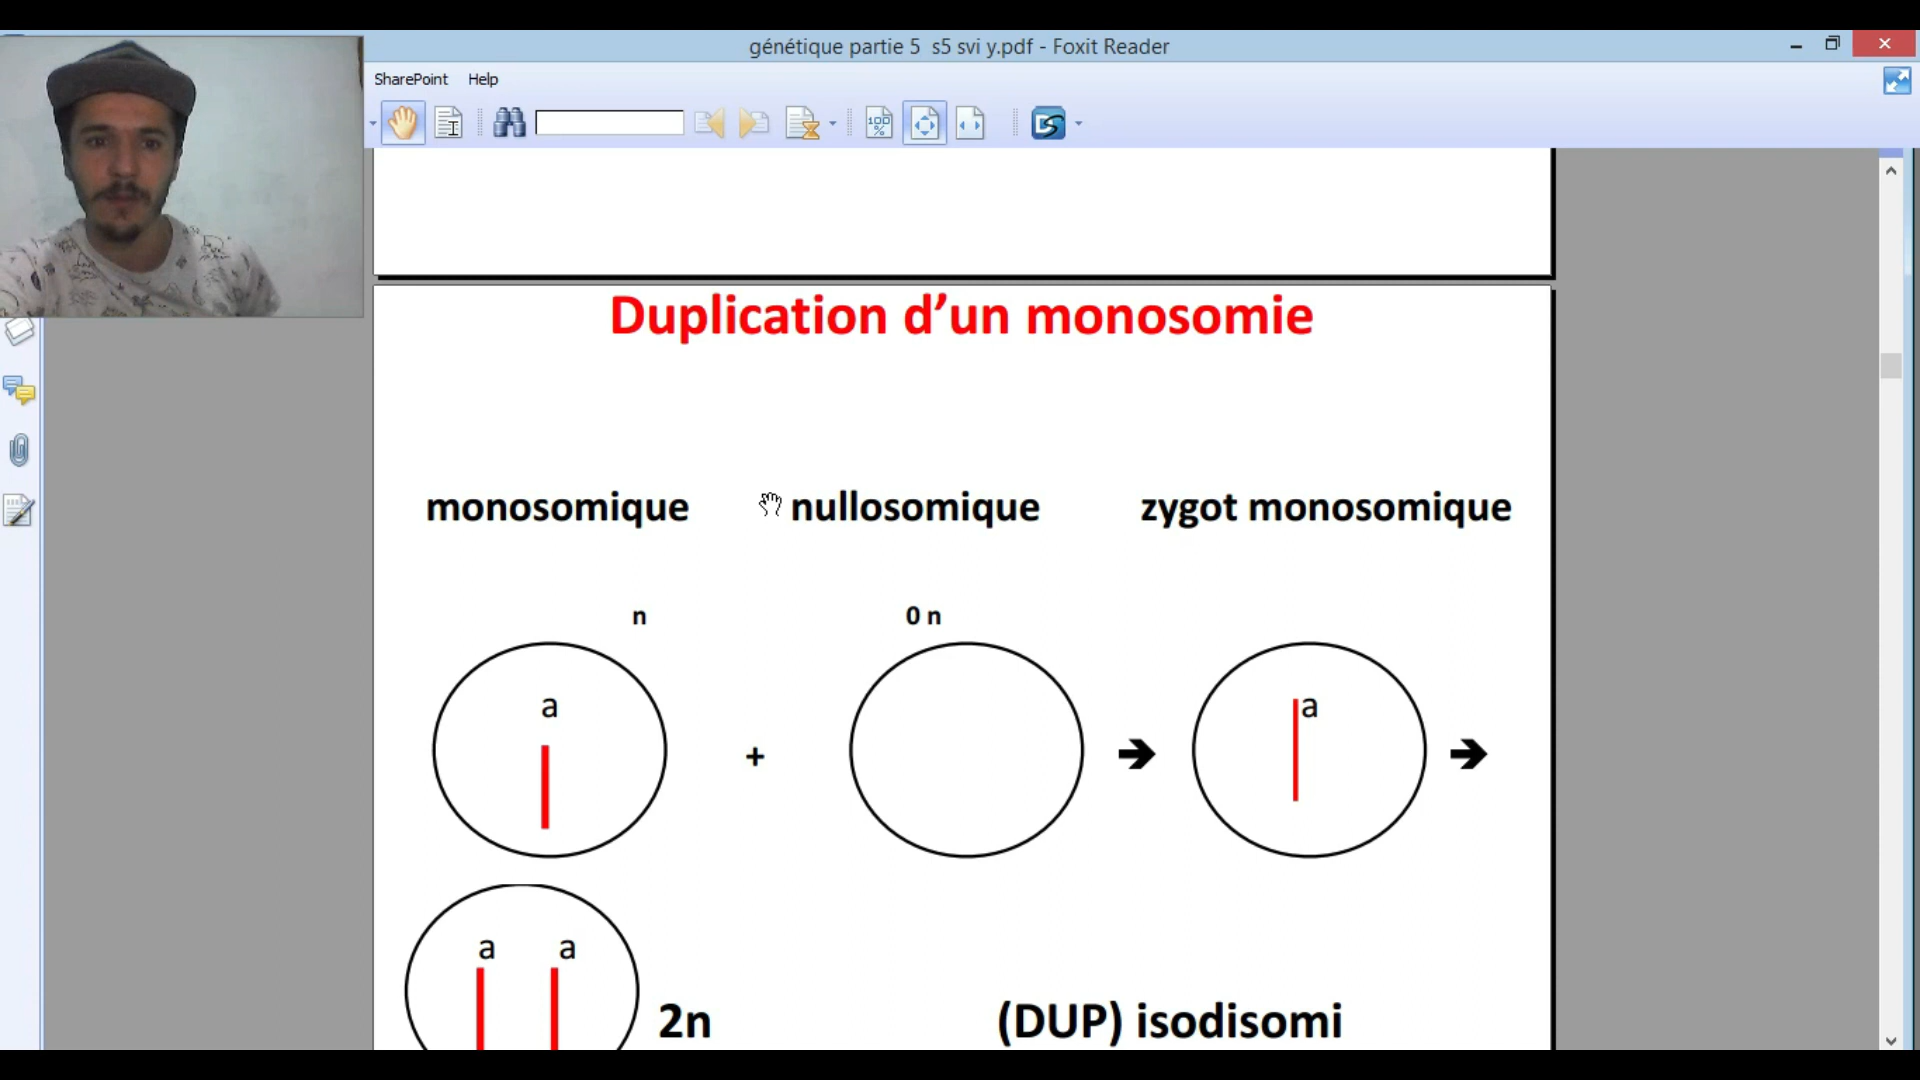 génétique partie 5  s5 svi y.pdf - Foxit Reader
SharePoint Help
100 %
Duplication d’un monosomie
monosomique nullosomique zygot monosomique
n 0 n
a a
+
a a
2n (DUP) isodisomi